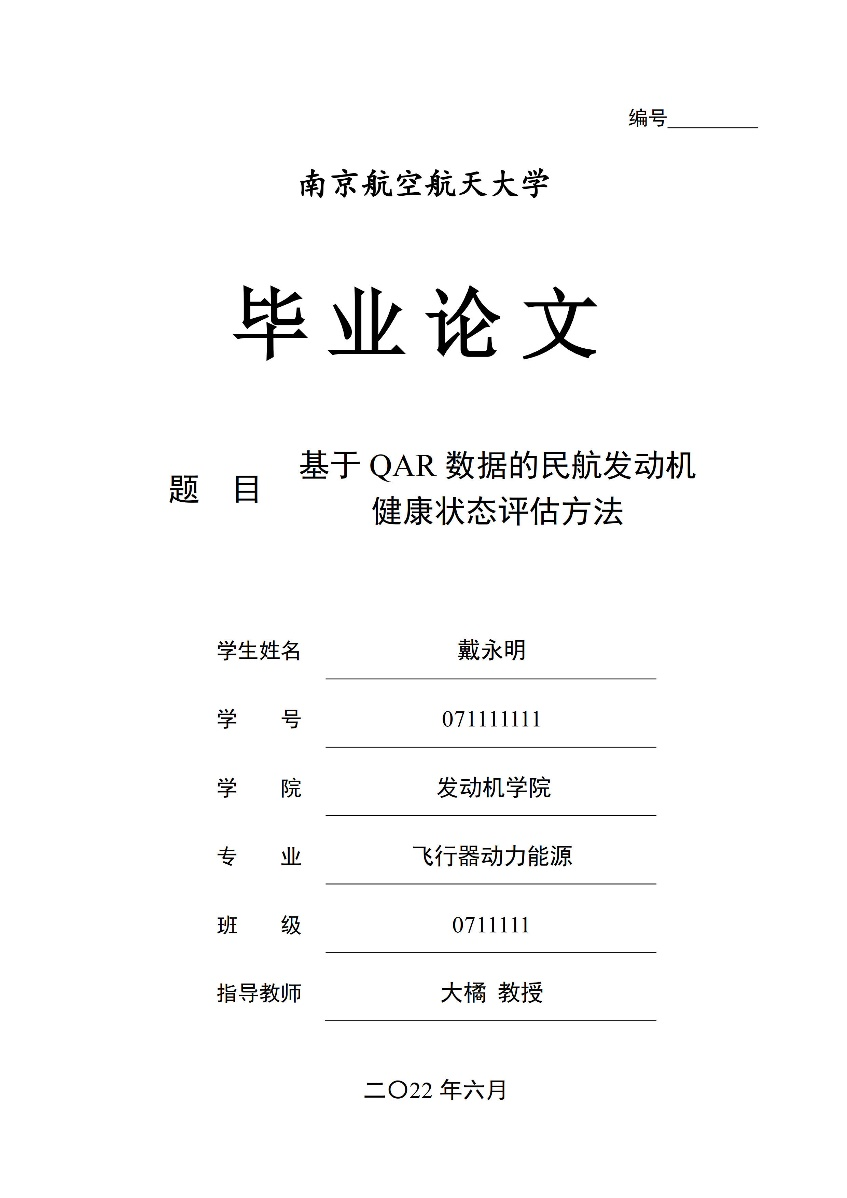 编号
南京航空航天大学
毕业论文
题 目 基于 QAR 数据的民航发动机
健康状态评估方法
学生姓名 戴永明
学 号 071111111
学 院 发动机学院
专 业 飞行器动力能源
班 级 0711111
指导教师 大橘 教授
二〇22 年六月